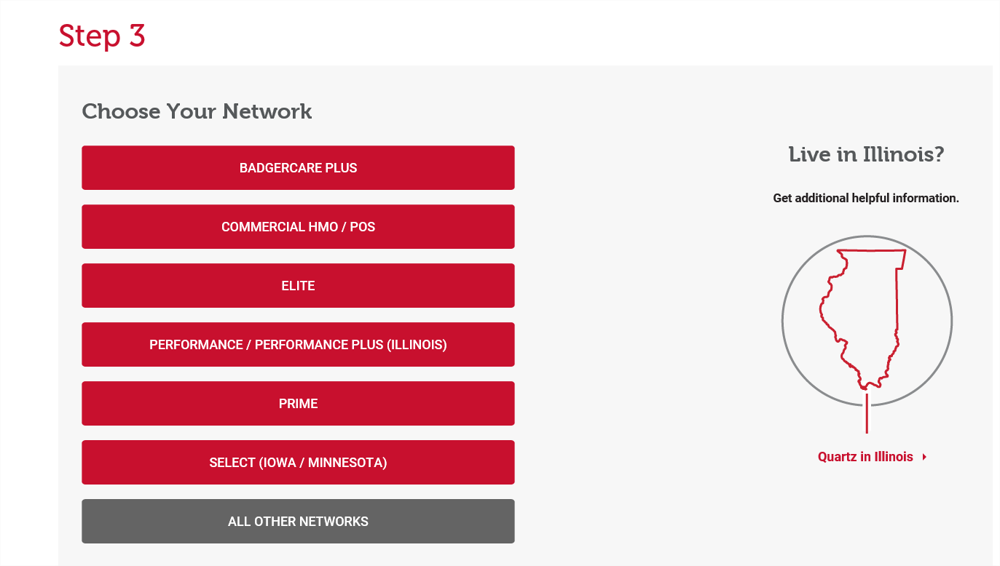 Step 3
Choose Your Network
BADGERCARE PLUS
COMMERCIAL HMO / POS
ELITE
PERFORMANCE / PERFORMANCE PLUS (ILLINOIS)
PRIME
SELECT (IOWA / MINNESOTA)
ALL OTHER NETWORKS
Live in Illinois?
Get additional helpful information.
Quartz in Illinois